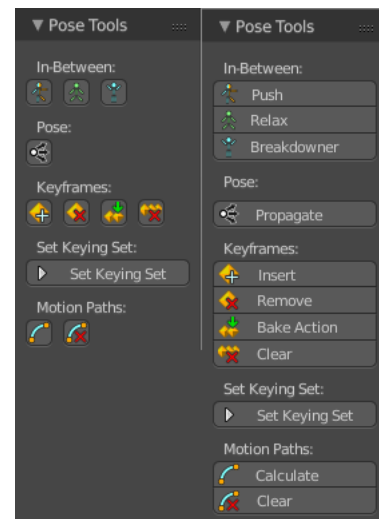 ▼ Pose Tools
In-Between:
Pose:
Keyframes:
Set Keying Set:
Set Keying Set
Motion Paths:
▼ Pose Tools
In-Between:
Push
Relax
Breakdowner
Pose:
Propagate
Keyframes:
Insert
Remove
Bake Action
Clear
Set Keying Set:
Set Keying Set
Motion Paths:
Calculate
Clear